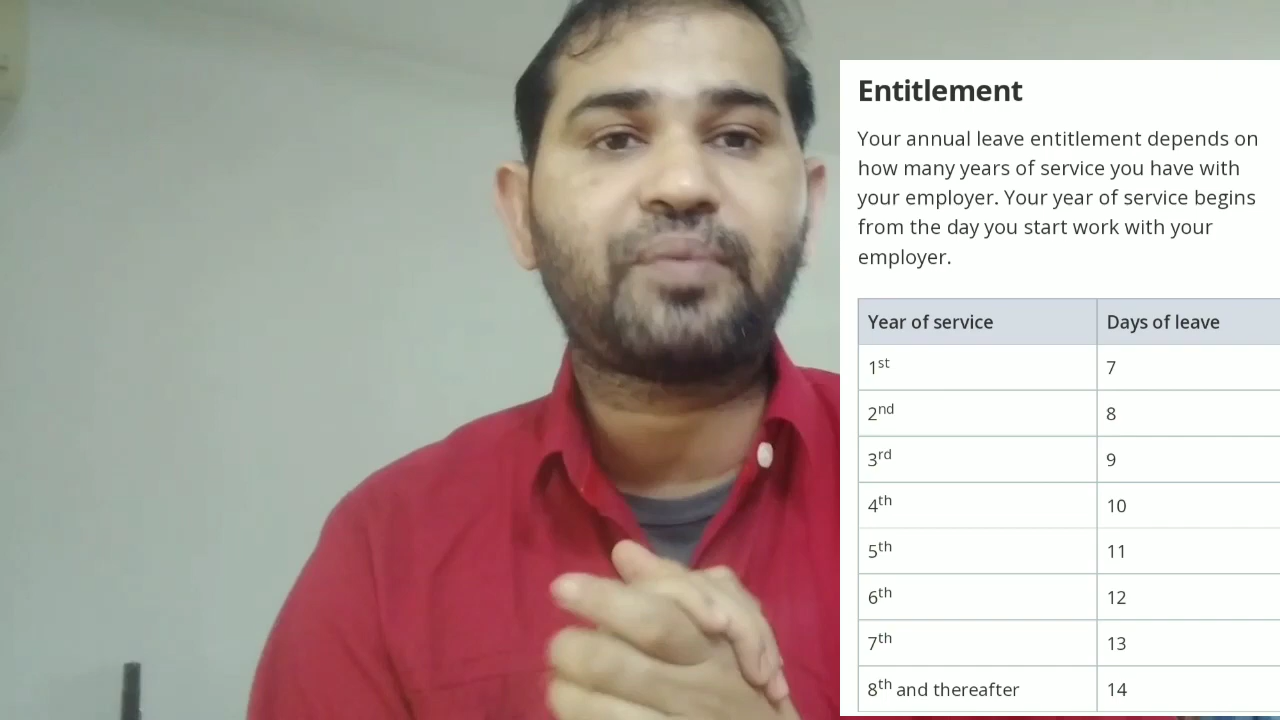 Entitlement
Your annual leave entitlement depends on
how many years of service you have with
your employer. Your year of service begins
from the day you start work with your
employer.
Year of service Days of leave
1st 7
2nd 8
3rd 9
4th 10
5th 11
6th 12
7th 13
8th and thereafter 14